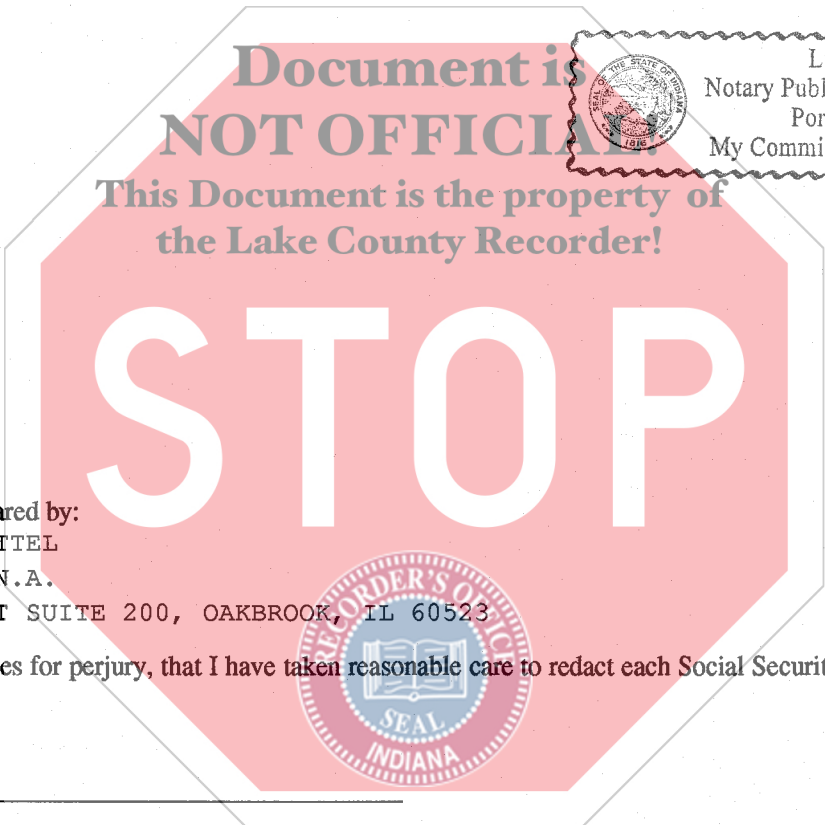 Document is
NOT OFFICIAL!
This Document is the property of
the Lake County Recorder!
L
Notary Publ
Por
My Commi
SEAL OF THE STATE OF INDIANA
1816
STOP
ared by:
ITTEL
N.A.
T SUITE 200, OAKBROOK, IL 60523
es for perjury, that I have taken reasonable care to redact each Social Securit
RECORDER'S OFFICE
SEAL
INDIANA